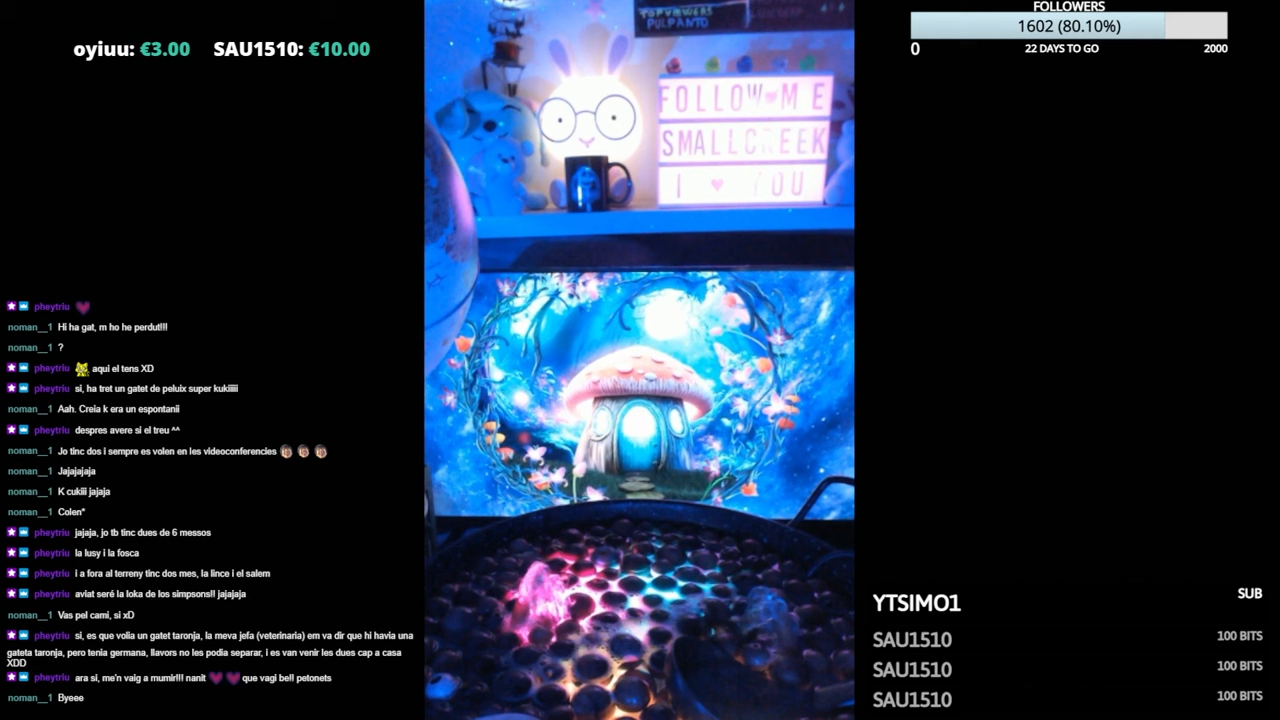 oyiuu: €3.00 SAU1510: €10.00
TOPVIEWERS
PULPANTO
FOLLOW♥ME
SMALLCREEK
I ♥ YOU
FOLLOWERS
1602 (80.10%)
0 22 DAYS TO GO 2000
pheytriu
noman__1 Hi ha gat, m ho he perdut!!!
noman__1 ?
pheytriu aqui el tens XD
pheytriu si, ha tret un gatet de peluix super kukiiiii
noman__1 Aah. Creia k era un espontanii
pheytriu despres avere si el treu ^^
noman__1 Jo tinc dos i sempre es volen en les videoconferencies
noman__1 Jajajajaja
noman__1 K cukiii jajaja
noman__1 Colen*
pheytriu jajaja, jo tb tinc dues de 6 messos
pheytriu la lusy i la fosca
pheytriu i a fora al terreny tinc dos mes, la lince i el salem
pheytriu aviat seré la loka de los simpsons!! jajajaja
noman__1 Vas pel cami, si xD
pheytriu si, es que volia un gatet taronja, la meva jefa (veterinaria) em va dir que hi havia una
gateta taronja, pero tenia germana, llavors no les podia separar, i es van venir les dues cap a casa
XDD
pheytriu ara si, me'n vaig a mumir!!! nanit que vagi be!! petonets
noman__1 Byeee
YTSIMO1 SUB
SAU1510 100 BITS
SAU1510 100 BITS
SAU1510 100 BITS